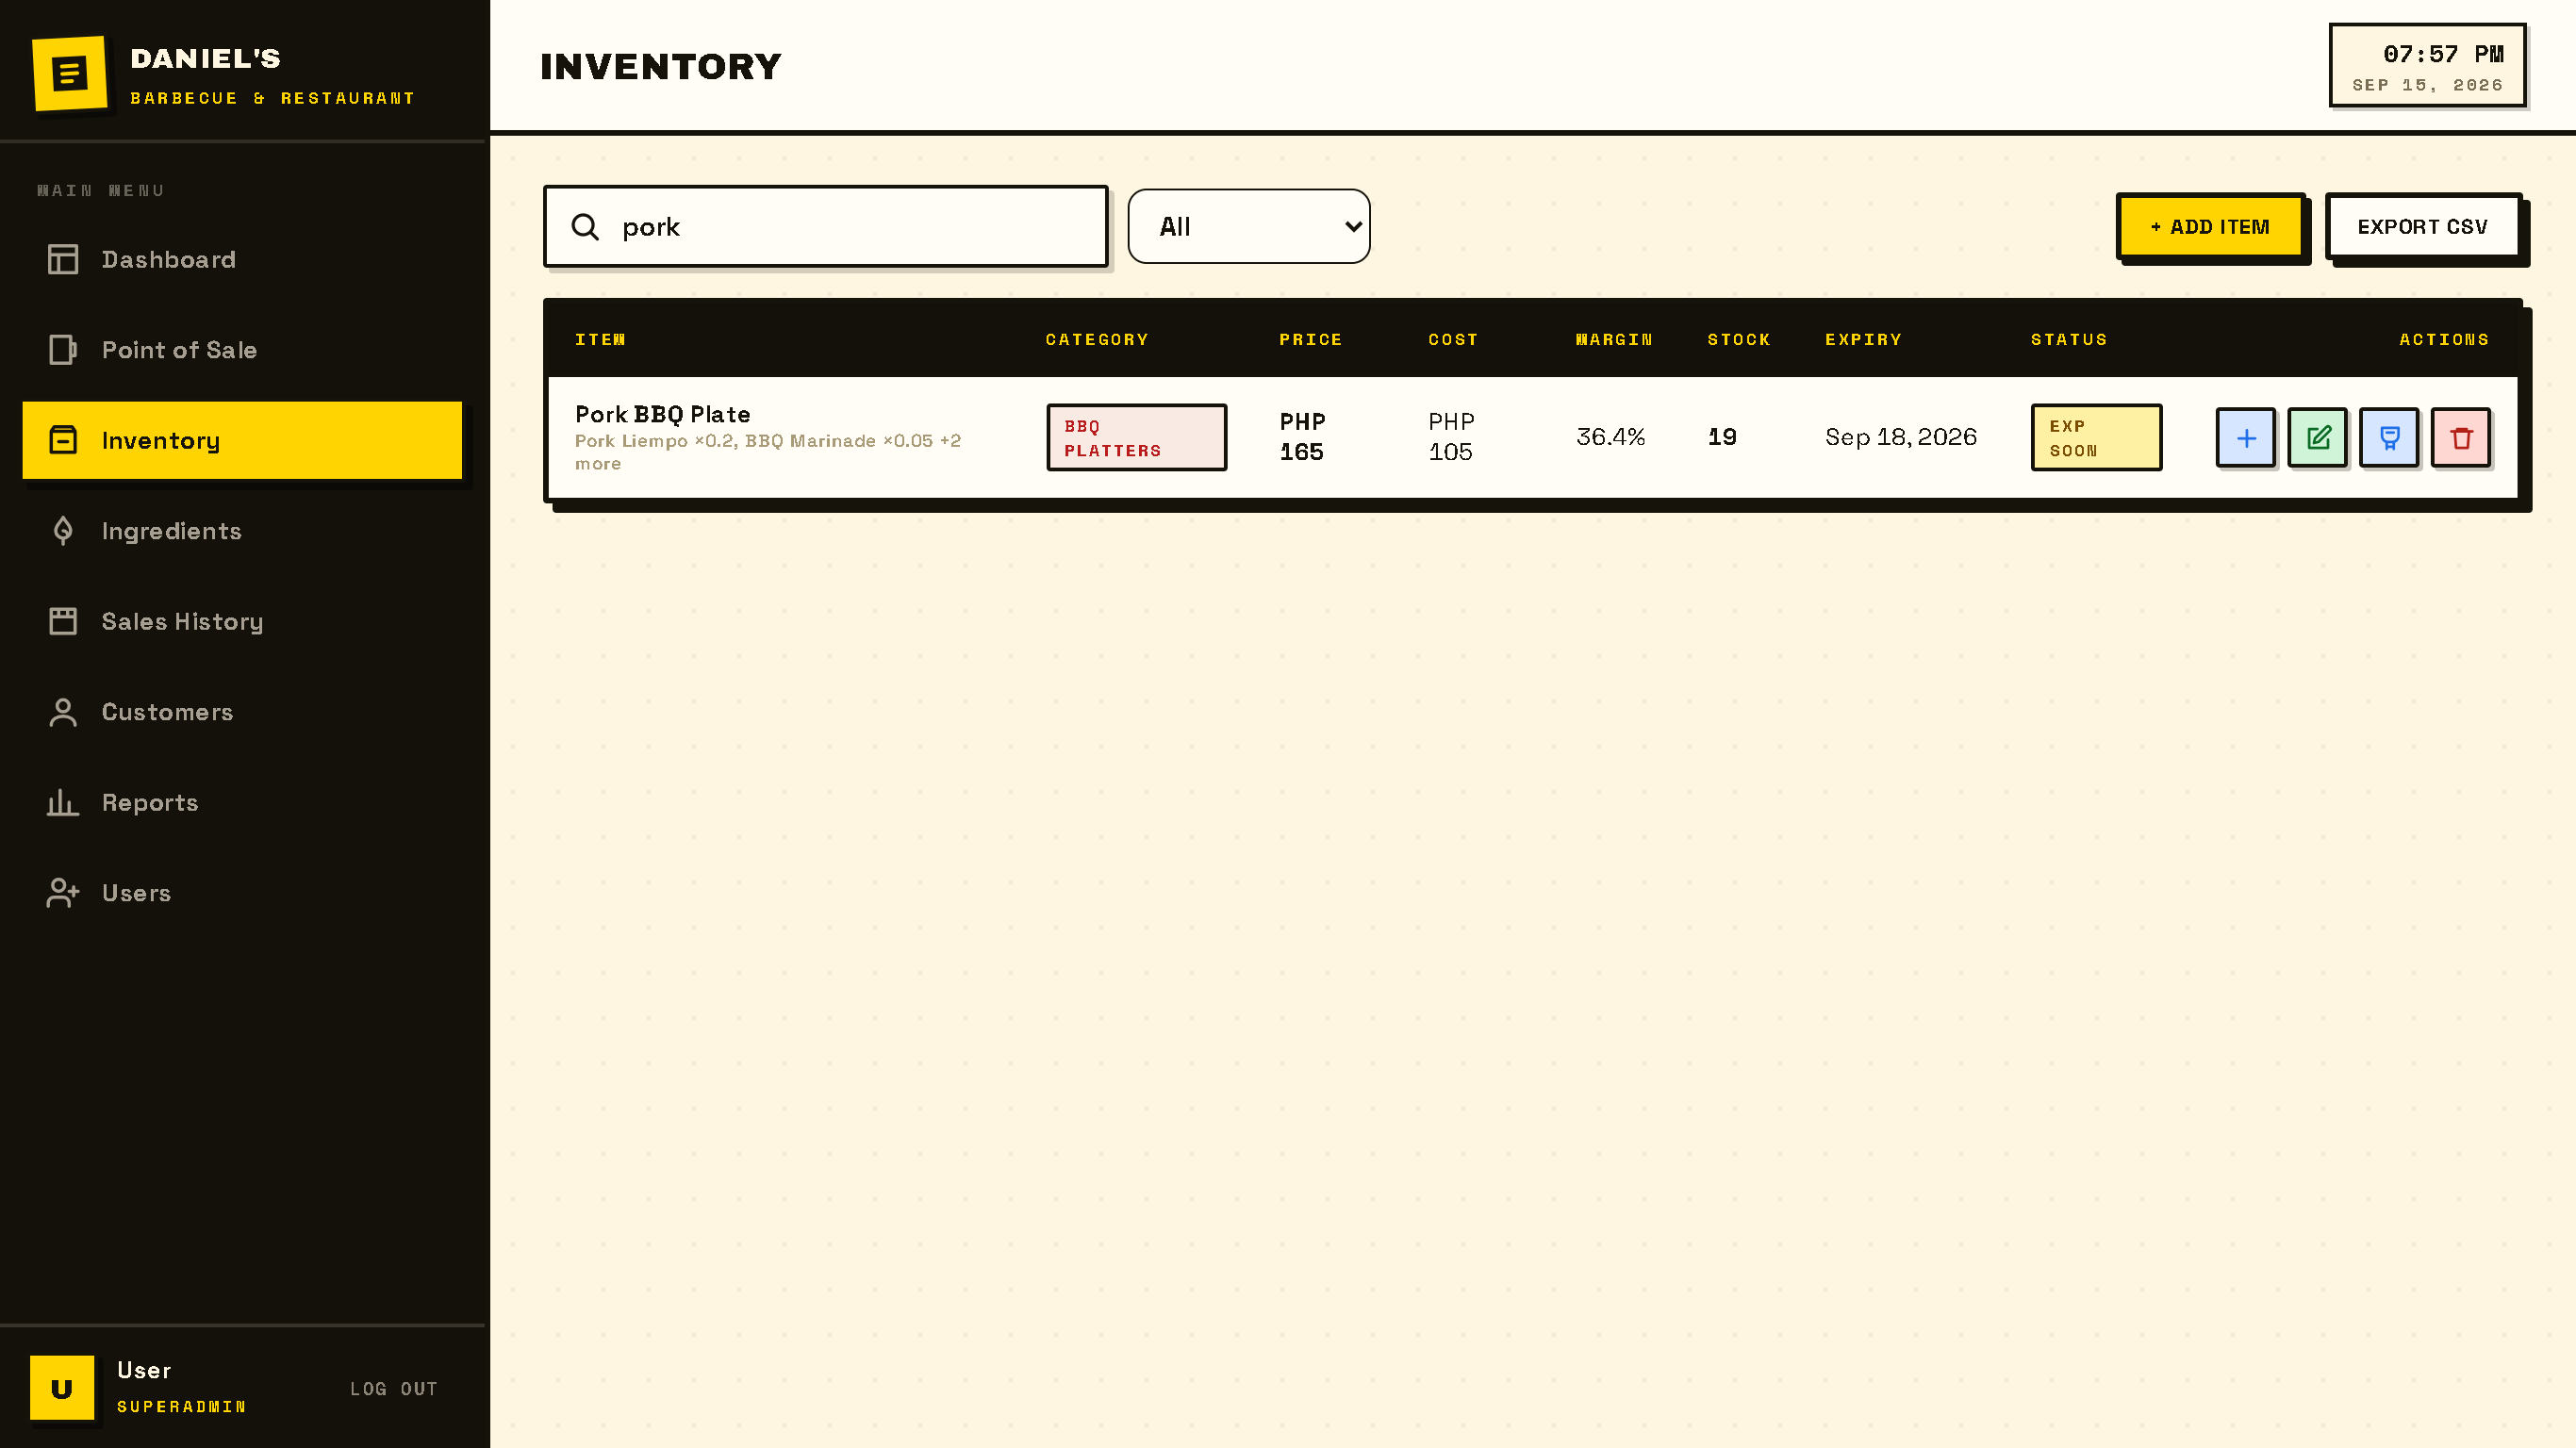 DANIEL'S
BARBECUE & RESTAURANT
MAIN MENU
Dashboard
Point of Sale
Inventory
Ingredients
Sales History
Customers
Reports
Users
U
User
SUPERADMIN
LOG OUT
INVENTORY
07:57 PM
SEP 15, 2026
pork
All
+ ADD ITEM
EXPORT CSV
ITEM CATEGORY PRICE COST MARGIN STOCK EXPIRY STATUS ACTIONS
Pork BBQ Plate
Pork Liempo ×0.2, BBQ Marinade ×0.05 +2
more
BBQ
PLATTERS
PHP
165
PHP
105
36.4%
19
Sep 18, 2026
EXP
SOON